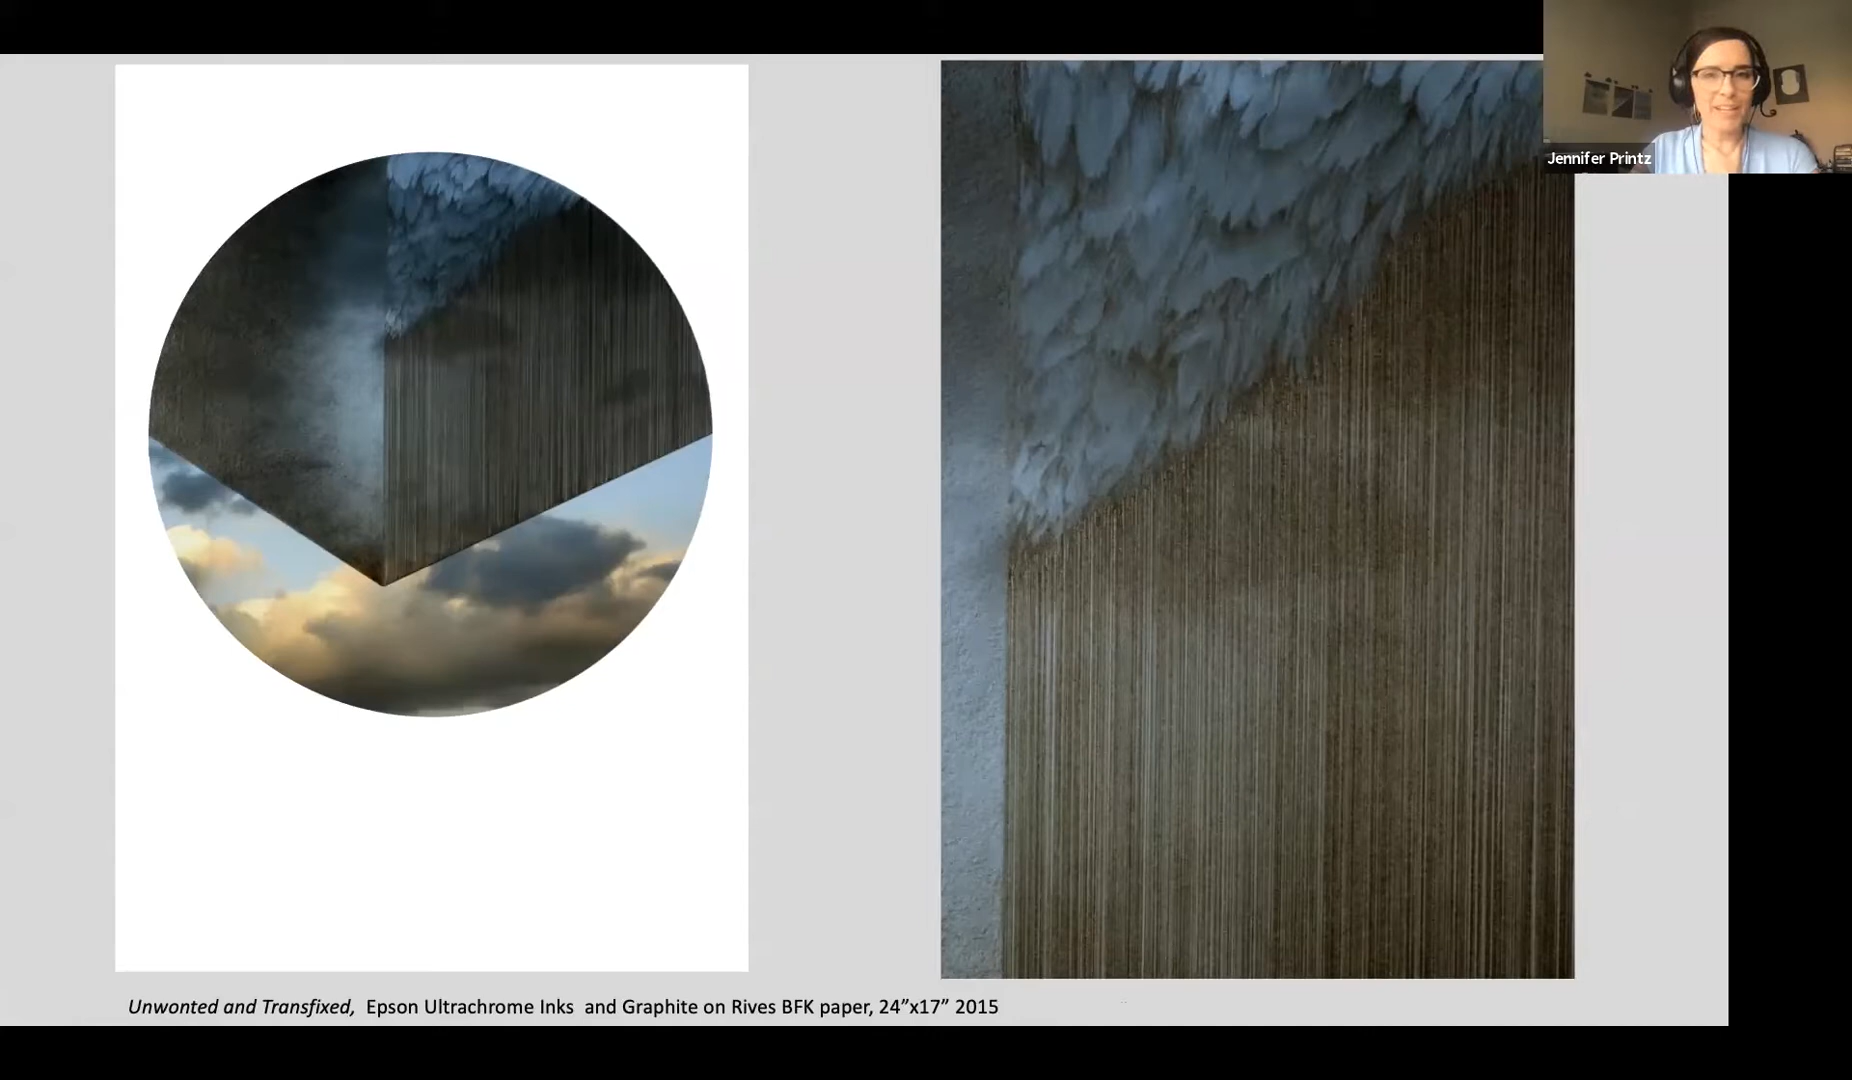 Jennifer Printz
Unwonted and Transfixed, Epson Ultrachrome Inks and Graphite on Rives BFK paper, 24”x17” 2015